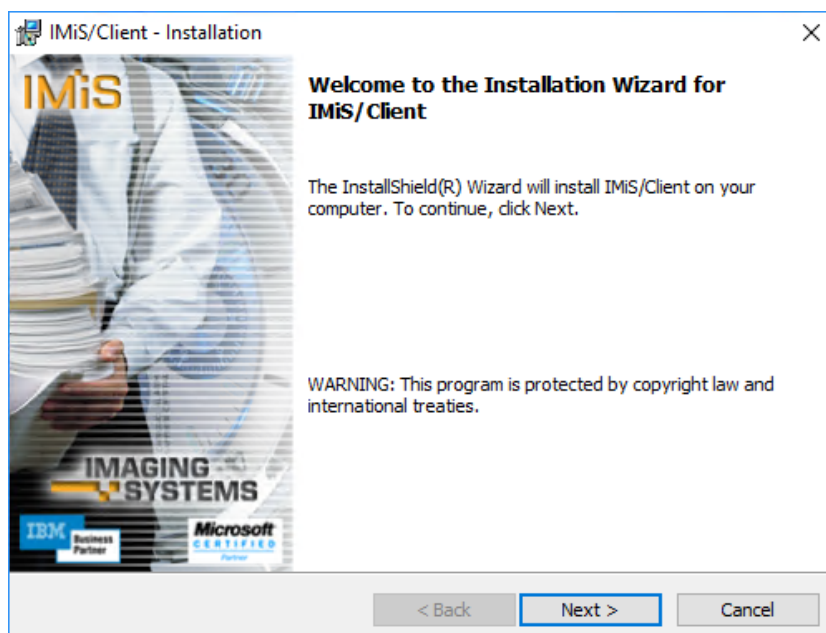 IMiS/Client - Installation
IMiS
Welcome to the Installation Wizard for
IMiS/Client
The InstallShield(R) Wizard will install IMiS/Client on your
computer. To continue, click Next.
WARNING: This program is protected by copyright law and
international treaties.
IMAGING
SYSTEMS
IBM Business
Partner
Microsoft
CERTIFIED
Partner
< Back
Next >
Cancel